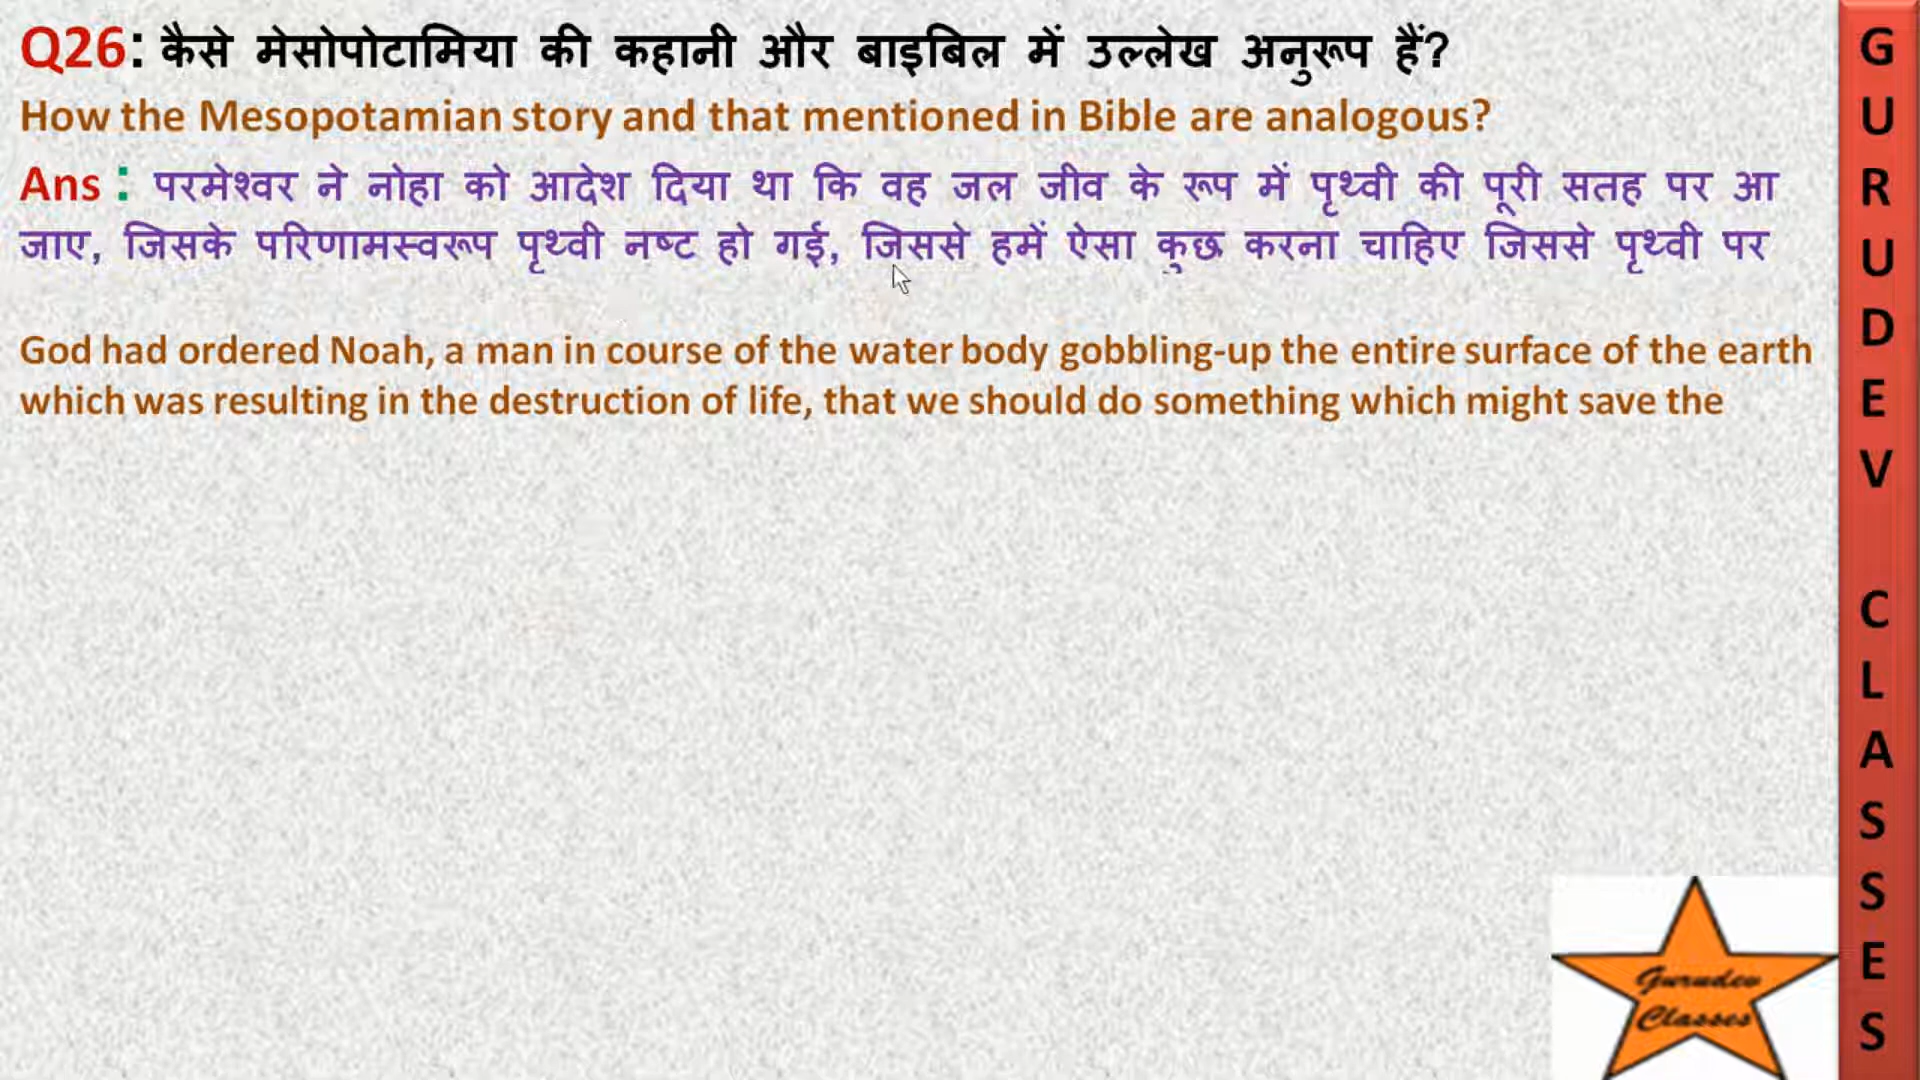 Q26: कैसे मेसोपोटामिया की कहानी और बाइबिल में उल्लेख अनुरूप हैं?
How the Mesopotamian story and that mentioned in Bible are analogous?
Ans : परमेश्वर ने नोहा को आदेश दिया था कि वह जल जीव के रूप में पृथ्वी की पूरी सतह पर आ
जाए, जिसके परिणामस्वरूप पृथ्वी नष्ट हो गई, जिससे हमें ऐसा कुछ करना चाहिए जिससे पृथ्वी पर
God had ordered Noah, a man in course of the water body gobbling-up the entire surface of the earth
which was resulting in the destruction of life, that we should do something which might save the
Gurudev
Classes
GURUDEV CLASSES